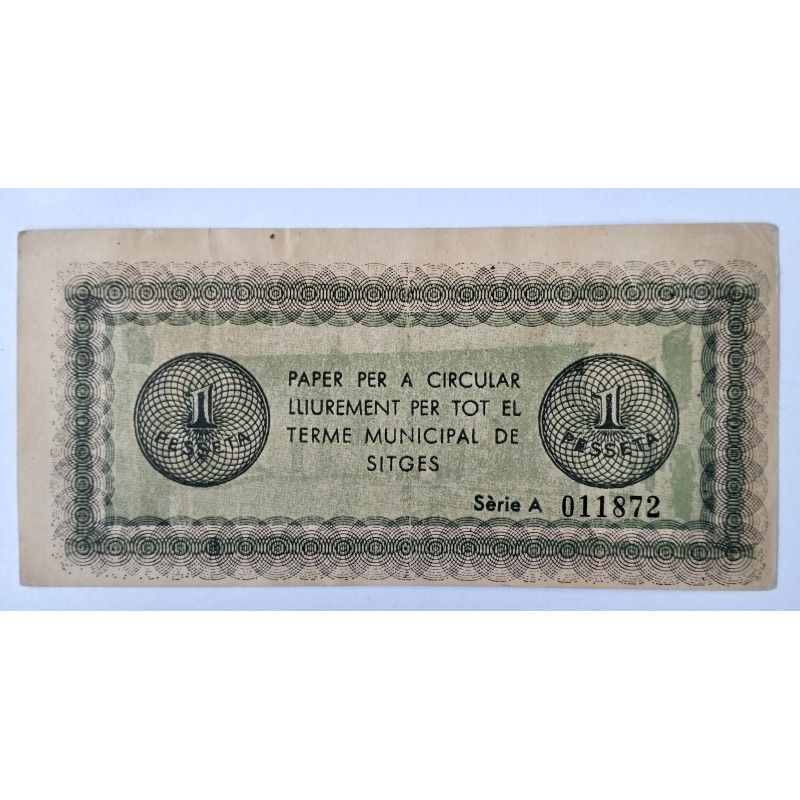 1
PESSETA
PAPER PER A CIRCULAR
LLIUREMENT PER TOT EL
TERME MUNICIPAL DE
SITGES
1
PESSETA
Sèrie A 011872